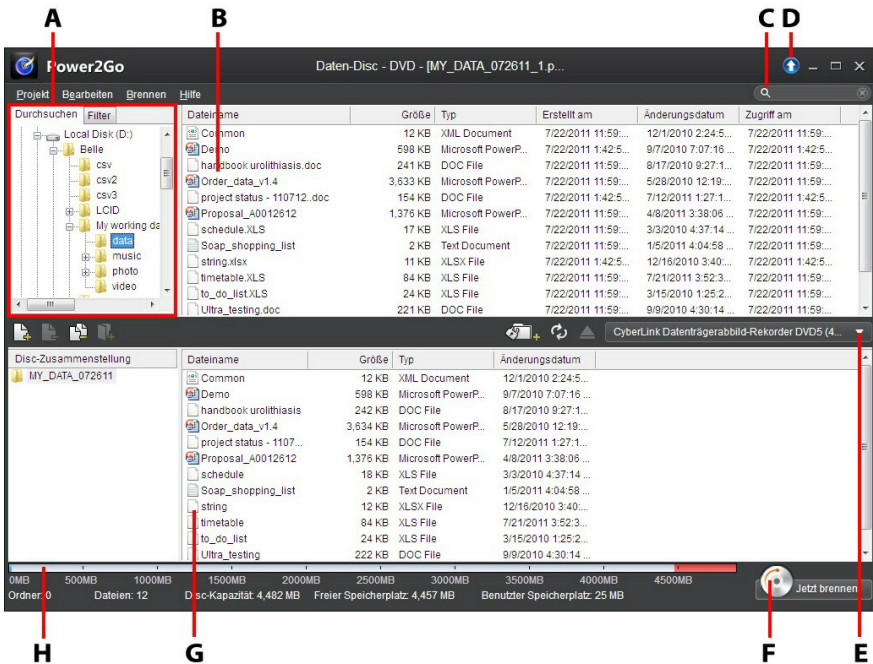 A B C D
Power2Go Daten-Disc - DVD - [MY_DATA_072611_1.p...
Projekt Bearbeiten Brennen Hilfe
Durchsuchen Filter
Local Disk (D:)
Belle
csv
csv2
csv3
LCID
My working da
data
music
photo
video
Dateiname Größe Typ Erstellt am Änderungsdatum Zugriff am
Common 12 KB XML Document 7/22/2011 11:59:... 12/1/2010 2:24:5... 7/22/2011 11:59:...
Demo 598 KB Microsoft PowerP... 7/22/2011 1:42:5... 9/7/2010 7:07:16 ... 7/22/2011 1:42:5...
handbook urolithiasis.doc 241 KB DOC File 7/22/2011 11:59:... 8/17/2010 9:27:1... 7/22/2011 11:59:...
Order_data_v1.4 3,633 KB Microsoft PowerP... 7/22/2011 11:59:... 5/28/2010 12:19:... 7/22/2011 11:59:...
project status - 110712..doc 154 KB DOC File 7/22/2011 1:42:5... 7/12/2011 1:27:1... 7/22/2011 1:42:5...
Proposal_A0012612 1,376 KB Microsoft PowerP... 7/22/2011 11:59:... 4/8/2011 3:38:06 ... 7/22/2011 11:59:...
schedule.XLS 17 KB XLS File 7/22/2011 11:59:... 3/3/2010 4:37:14 ... 7/22/2011 11:59:...
Soap_shopping_list 2 KB Text Document 7/22/2011 11:59:... 1/5/2011 4:04:58 ... 7/22/2011 11:59:...
string.xlsx 11 KB XLSX File 7/22/2011 1:42:5... 12/16/2010 3:40:... 7/22/2011 1:42:5...
timetable.XLS 84 KB XLS File 7/22/2011 11:59:... 7/21/2011 3:52:3... 7/22/2011 11:59:...
to_do_list.XLS 24 KB XLS File 7/22/2011 11:59:... 3/15/2010 1:25:2... 7/22/2011 11:59:...
Ultra_testing.doc 221 KB DOC File 7/22/2011 11:59:... 9/9/2010 4:30:14 ... 7/22/2011 11:59:...
CyberLink Datenträgerabbild-Rekorder DVD5 (4...
Disc-Zusammenstellung
MY_DATA_072611
Dateiname Größe Typ Änderungsdatum
Common 12 KB XML Document 12/1/2010 2:24:5...
Demo 598 KB Microsoft PowerP... 9/7/2010 7:07:16 ...
handbook urolithiasis 242 KB DOC File 8/17/2010 9:27:1...
Order_data_v1.4 3,634 KB Microsoft PowerP... 5/28/2010 12:19:...
project status - 1107... 154 KB DOC File 7/12/2011 1:27:1...
Proposal_A0012612 1,376 KB Microsoft PowerP... 4/8/2011 3:38:06 ...
schedule 18 KB XLS File 3/3/2010 4:37:14 ...
Soap_shopping_list 2 KB Text Document 1/5/2011 4:04:58 ...
string 12 KB XLSX File 12/16/2010 3:40:...
timetable 84 KB XLS File 7/21/2011 3:52:3...
to_do_list 24 KB XLS File 3/15/2010 1:25:2...
Ultra_testing 222 KB DOC File 9/9/2010 4:30:14 ...
0MB 500MB 1000MB 1500MB 2000MB 2500MB 3000MB 3500MB 4000MB 4500MB
Ordner: 0 Dateien: 12 Disc-Kapazität: 4,482 MB Freier Speicherplatz: 4,457 MB Benutzter Speicherplatz: 25 MB
Jetzt brennen
H G F E